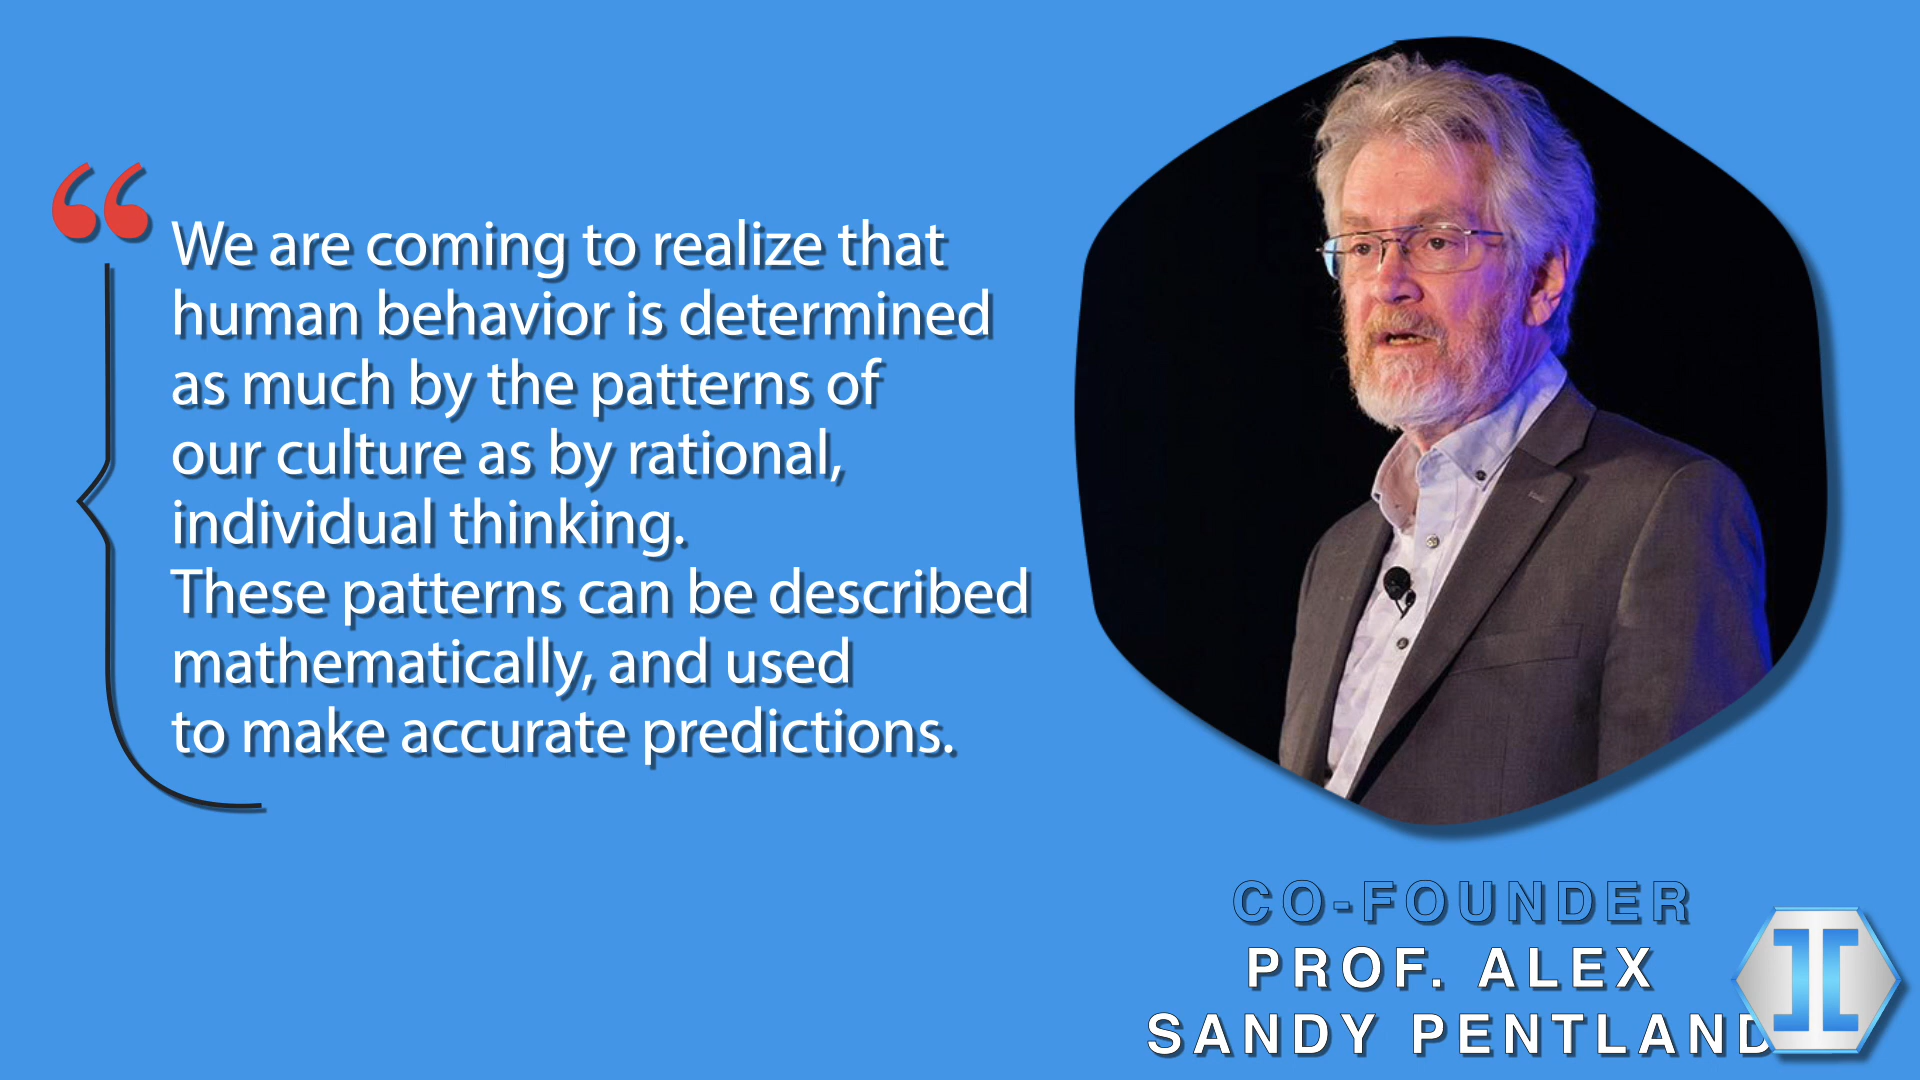 “
We are coming to realize that
human behavior is determined
as much by the patterns of
our culture as by rational,
individual thinking.
These patterns can be described
mathematically, and used
to make accurate predictions.
CO-FOUNDER
PROF. ALEX
SANDY PENTLAND